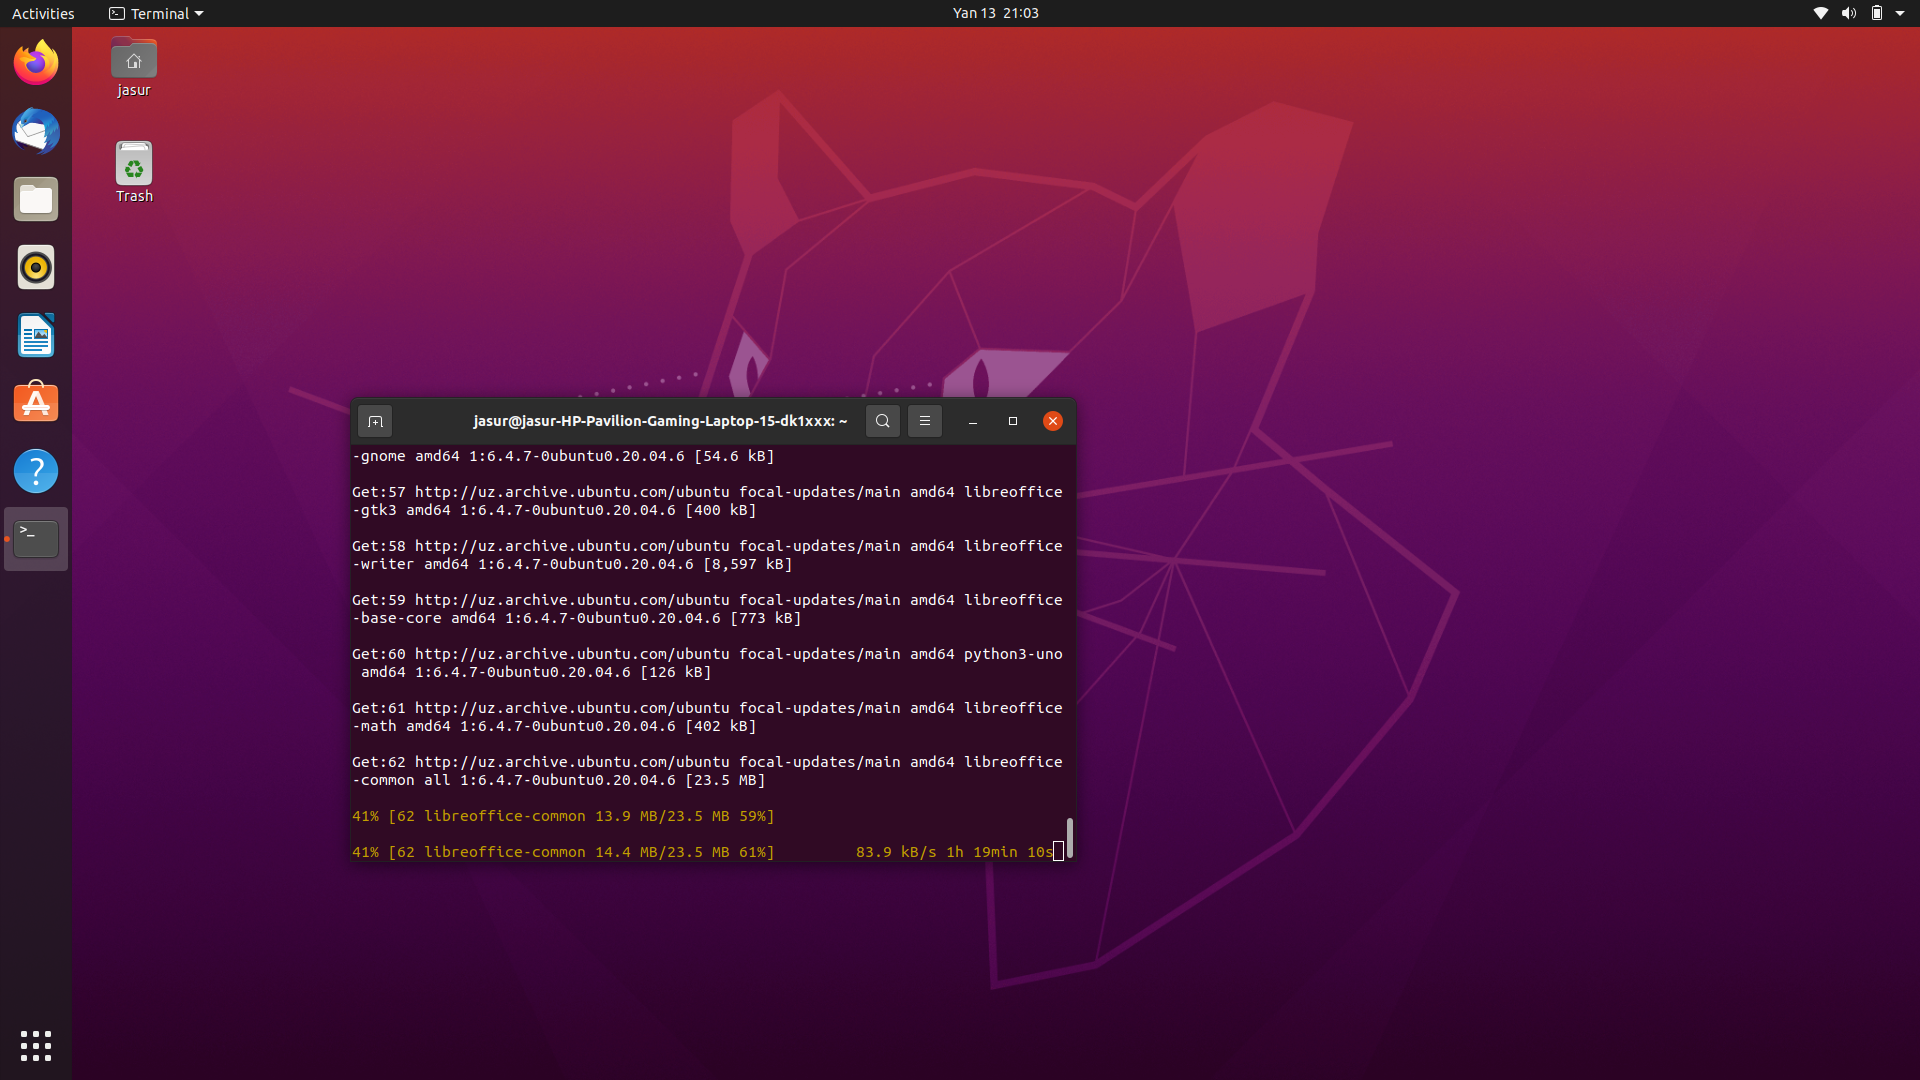 Activities
Terminal
Yan 13 21:03
jasur
Trash
jasur@jasur-HP-Pavilion-Gaming-Laptop-15-dk1xxx: ~
-gnome amd64 1:6.4.7-0ubuntu0.20.04.6 [54.6 kB]
Get:57 http://uz.archive.ubuntu.com/ubuntu focal-updates/main amd64 libreoffice
-gtk3 amd64 1:6.4.7-0ubuntu0.20.04.6 [400 kB]
Get:58 http://uz.archive.ubuntu.com/ubuntu focal-updates/main amd64 libreoffice
-writer amd64 1:6.4.7-0ubuntu0.20.04.6 [8,597 kB]
Get:59 http://uz.archive.ubuntu.com/ubuntu focal-updates/main amd64 libreoffice
-base-core amd64 1:6.4.7-0ubuntu0.20.04.6 [773 kB]
Get:60 http://uz.archive.ubuntu.com/ubuntu focal-updates/main amd64 python3-uno
amd64 1:6.4.7-0ubuntu0.20.04.6 [126 kB]
Get:61 http://uz.archive.ubuntu.com/ubuntu focal-updates/main amd64 libreoffice
-math amd64 1:6.4.7-0ubuntu0.20.04.6 [402 kB]
Get:62 http://uz.archive.ubuntu.com/ubuntu focal-updates/main amd64 libreoffice
-common all 1:6.4.7-0ubuntu0.20.04.6 [23.5 MB]
41% [62 libreoffice-common 13.9 MB/23.5 MB 59%]
41% [62 libreoffice-common 14.4 MB/23.5 MB 61%] 83.9 kB/s 1h 19min 10s